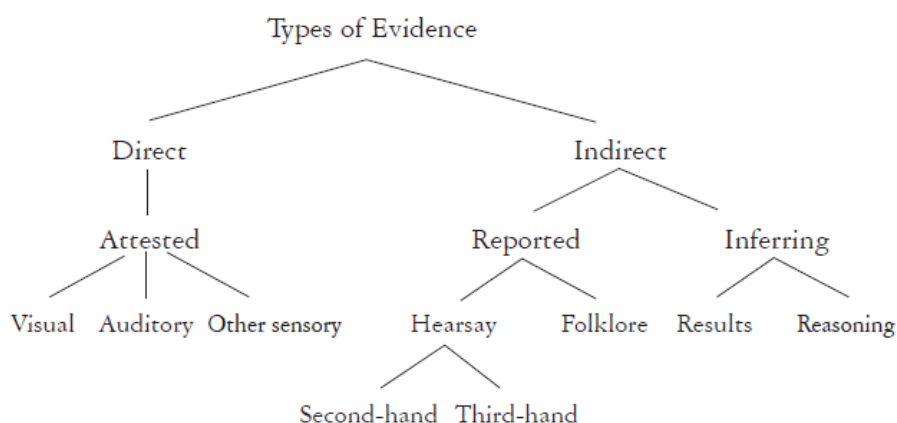 Types of Evidence
Direct Indirect
Attested Reported Inferring
Visual Auditory Other sensory Hearsay Folklore Results Reasoning
Second-hand Third-hand